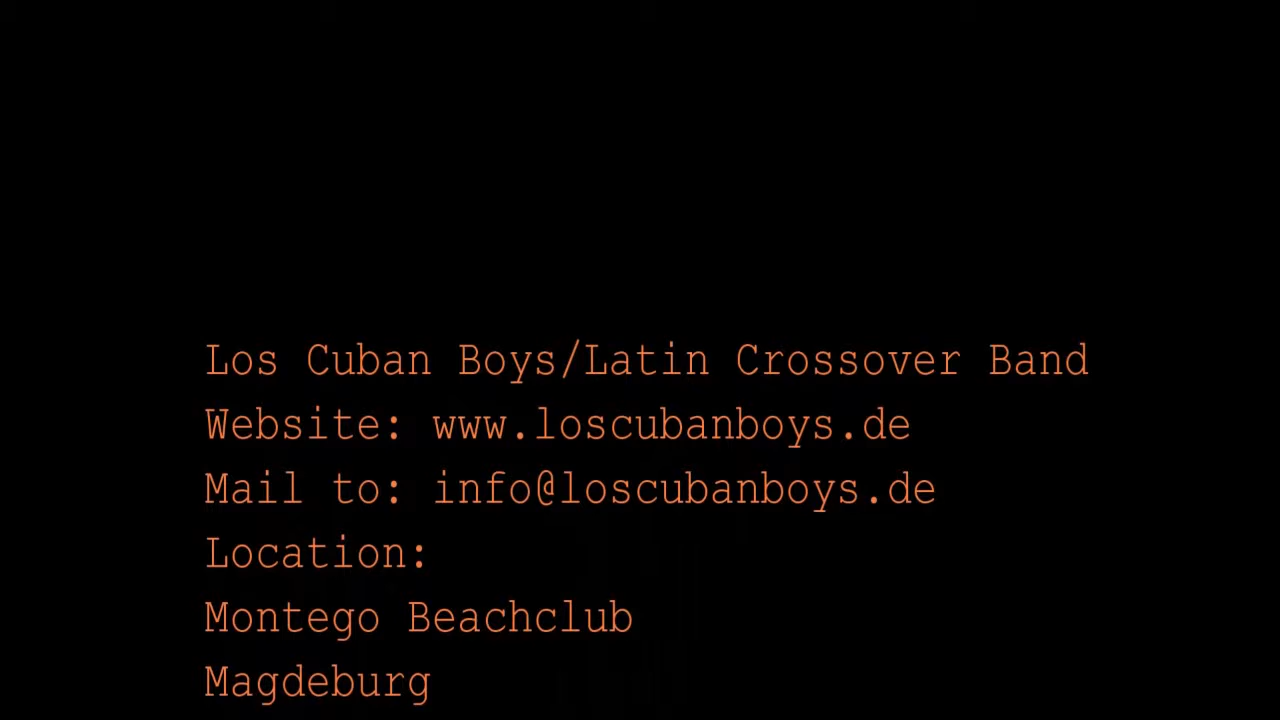 Los Cuban Boys/Latin Crossover Band
Website: www.loscubanboys.de
Mail to: info@loscubanboys.de
Location:
Montego Beachclub
Magdeburg